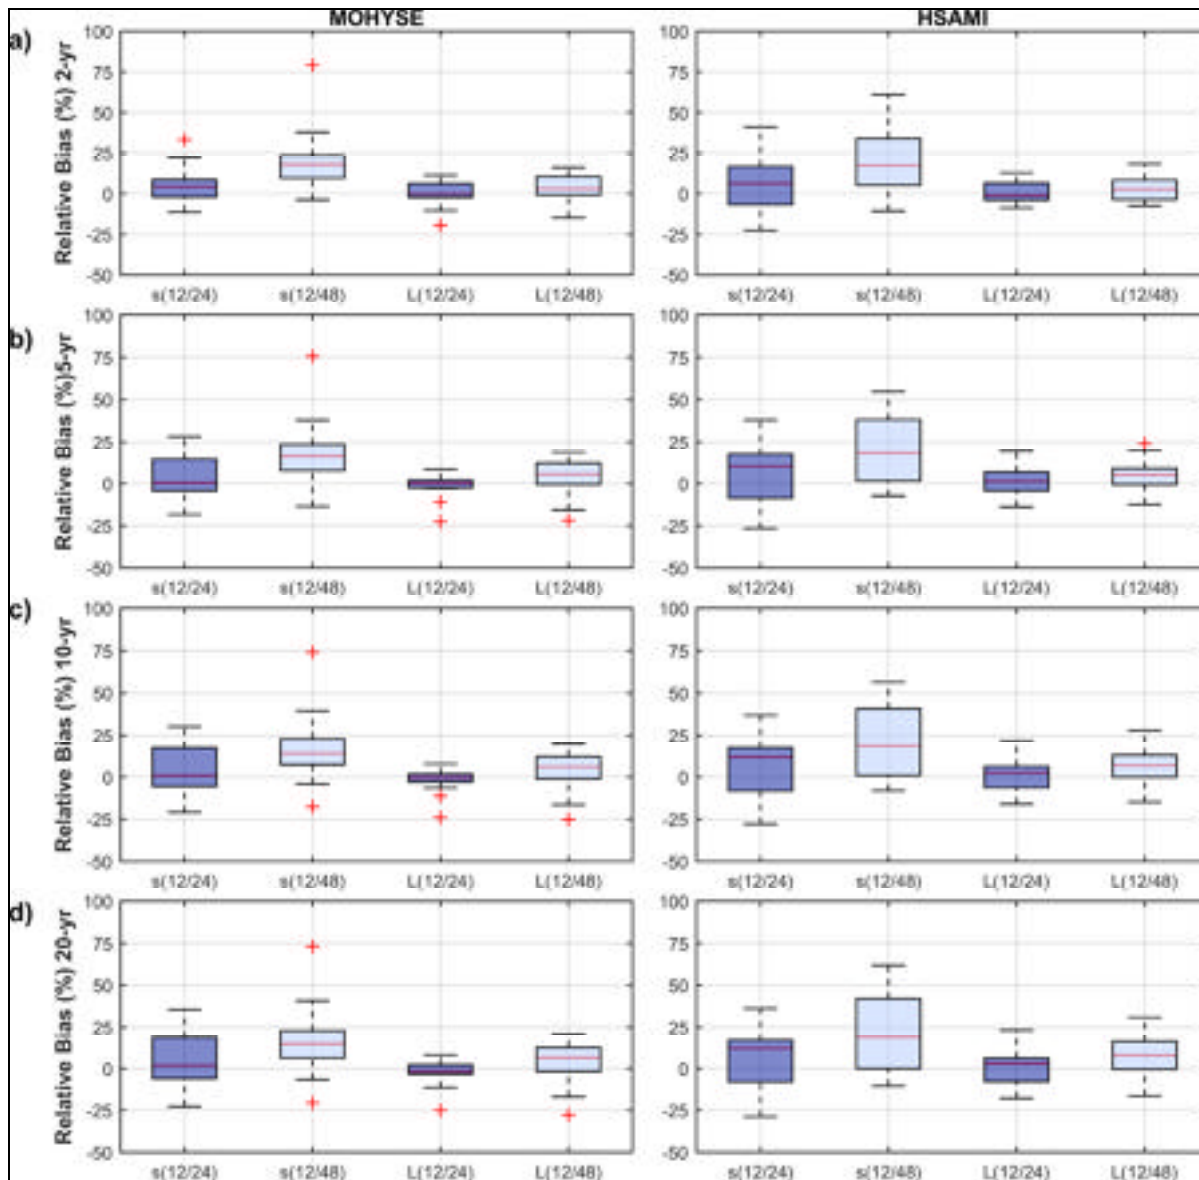 MOHYSE HSAMI
a)
Relative Bias (%) 2-yr
100 100
75 75
50 50
25 25
0 0
-25 -25
-50 -50
s(12/24) s(12/48) L(12/24) L(12/48) s(12/24) s(12/48) L(12/24) L(12/48)
b)
Relative Bias (%)5-yr
100 100
75 75
50 50
25 25
0 0
-25 -25
-50 -50
s(12/24) s(12/48) L(12/24) L(12/48) s(12/24) s(12/48) L(12/24) L(12/48)
c)
Relative Bias (%) 10-yr
100 100
75 75
50 50
25 25
0 0
-25 -25
-50 -50
s(12/24) s(12/48) L(12/24) L(12/48) s(12/24) s(12/48) L(12/24) L(12/48)
d)
Relative Bias (%) 20-yr
100 100
75 75
50 50
25 25
0 0
-25 -25
-50 -50
s(12/24) s(12/48) L(12/24) L(12/48) s(12/24) s(12/48) L(12/24) L(12/48)